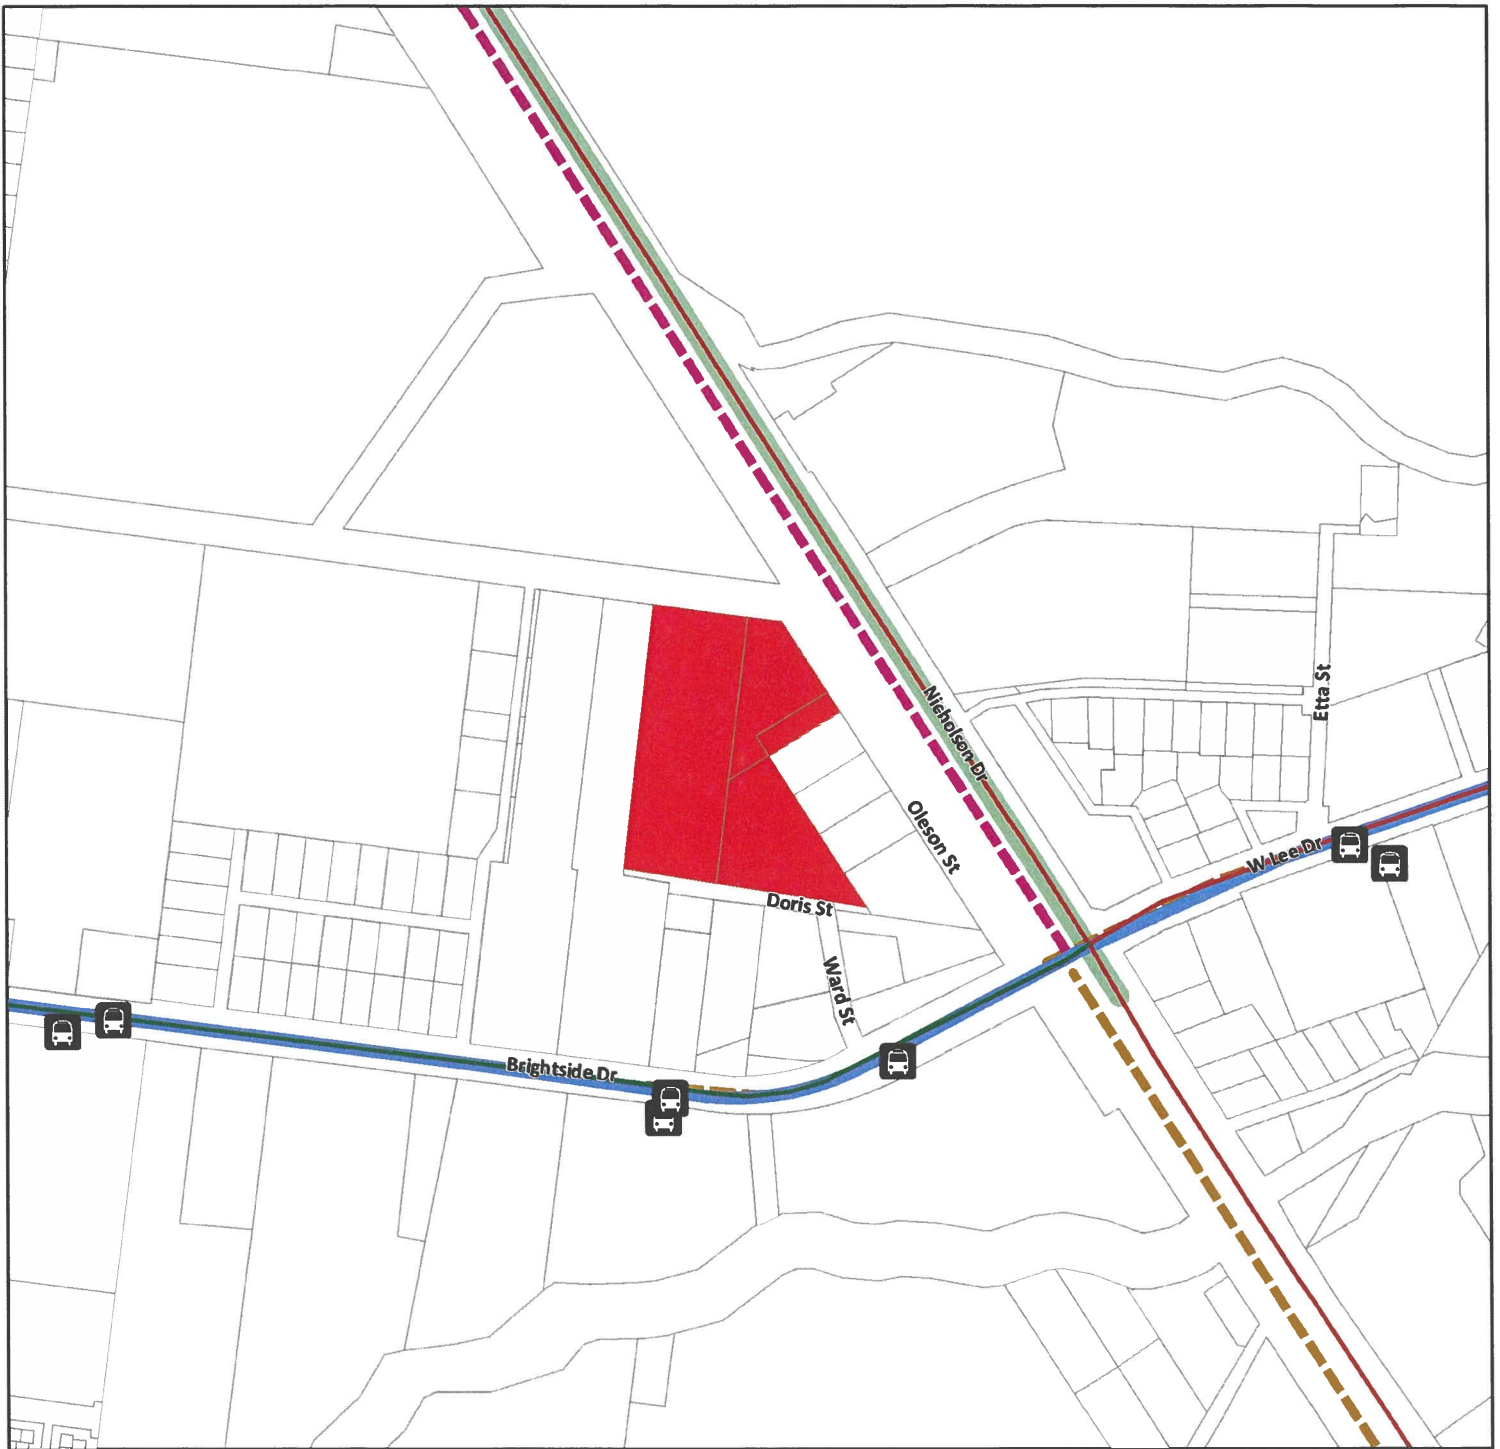 Nicholson Dr
Etta St
Oleson St
W Lee Dr
Doris St
Ward St
Brightside Dr